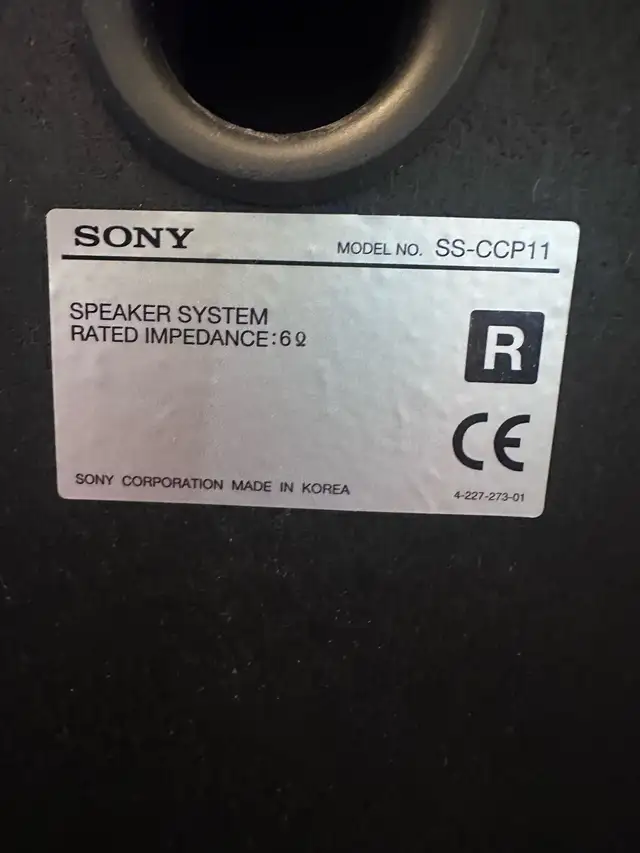 SONY MODEL NO. SS-CCP11
SPEAKER SYSTEM
RATED IMPEDANCE:6Ω
R
CE
SONY CORPORATION MADE IN KOREA 4-227-273-01